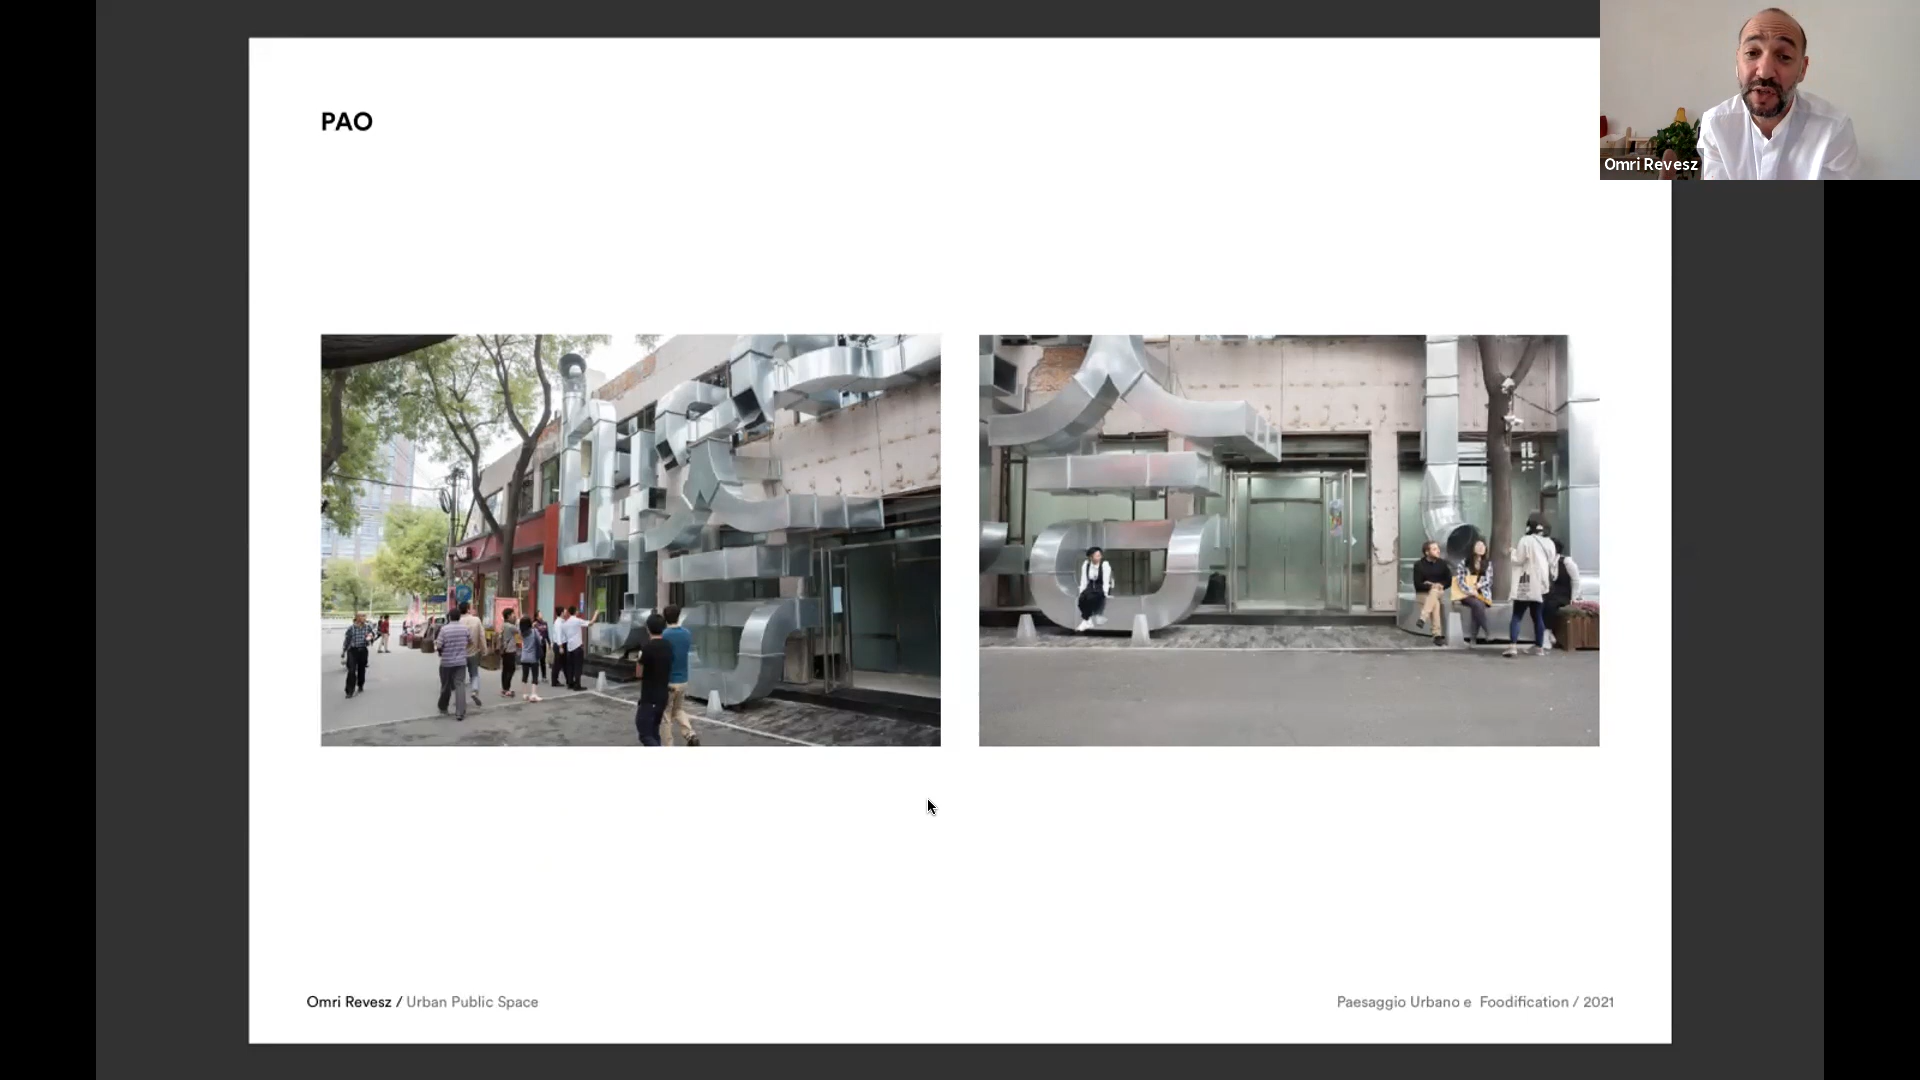 PAO
Omri Revesz
Omri Revesz / Urban Public Space
Paesaggio Urbano e Foodification / 2021